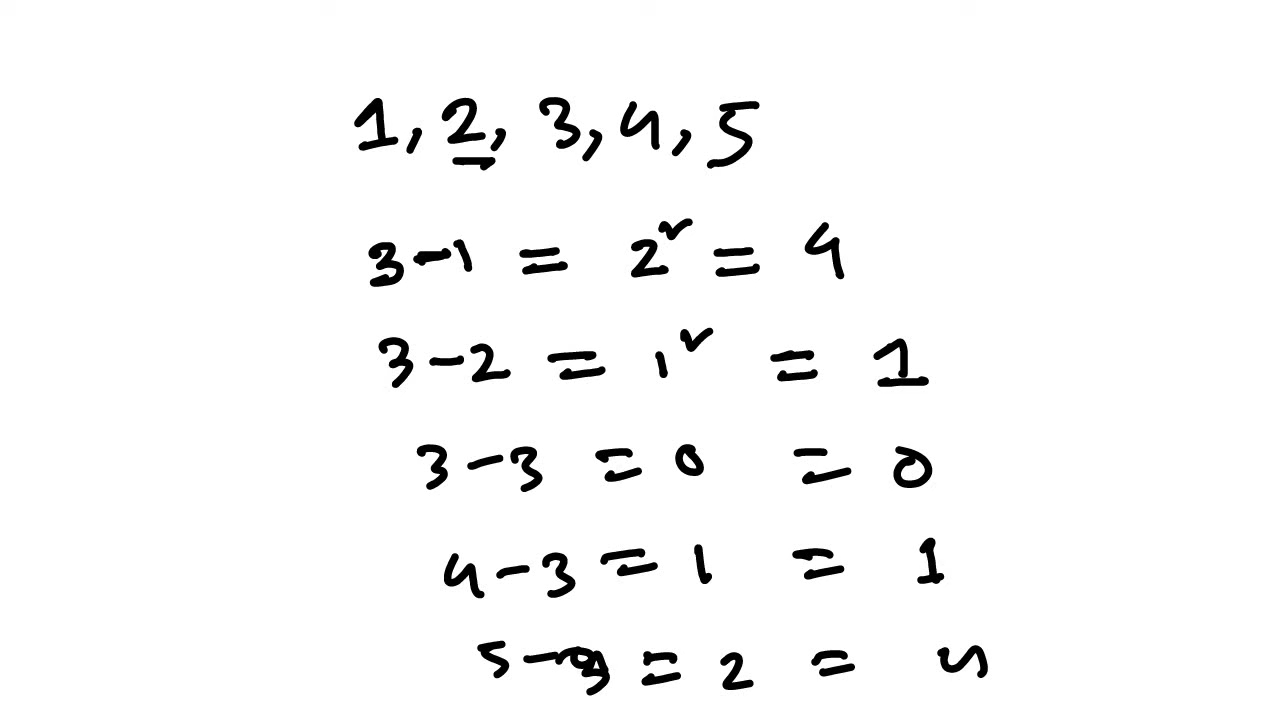 1, 2, 3, 4, 5
3-1 = 2² = 4
3-2 = 1² = 1
3-3 = 0 = 0
4-3 = 1 = 1
5-3 = 2 = 4